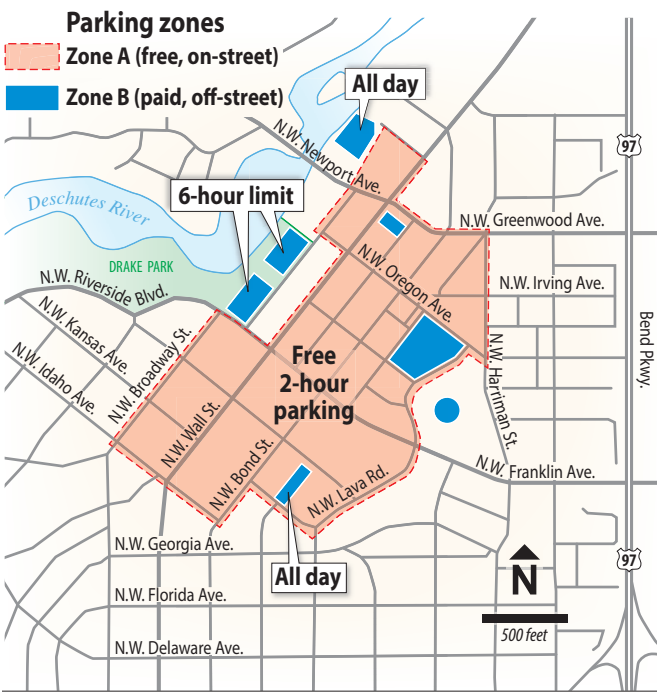 Parking zones
Zone A (free, on-street)
Zone B (paid, off-street)
All day
N.W. Newport Ave.
97
6-hour limit
Deschutes River
N.W. Greenwood Ave.
DRAKE PARK
N.W. Riverside Blvd.
N.W. Oregon Ave.
N.W. Irving Ave.
N.W. Kansas Ave.
N.W. Idaho Ave.
N.W. Broadway St.
Free
2-hour
parking
N.W. Harriman St.
Bend Pkwy.
N.W. Wall St.
N.W. Bond St.
N.W. Lava Rd.
N.W. Franklin Ave.
N.W. Georgia Ave.
All day
N
97
N.W. Florida Ave.
500 feet
N.W. Delaware Ave.